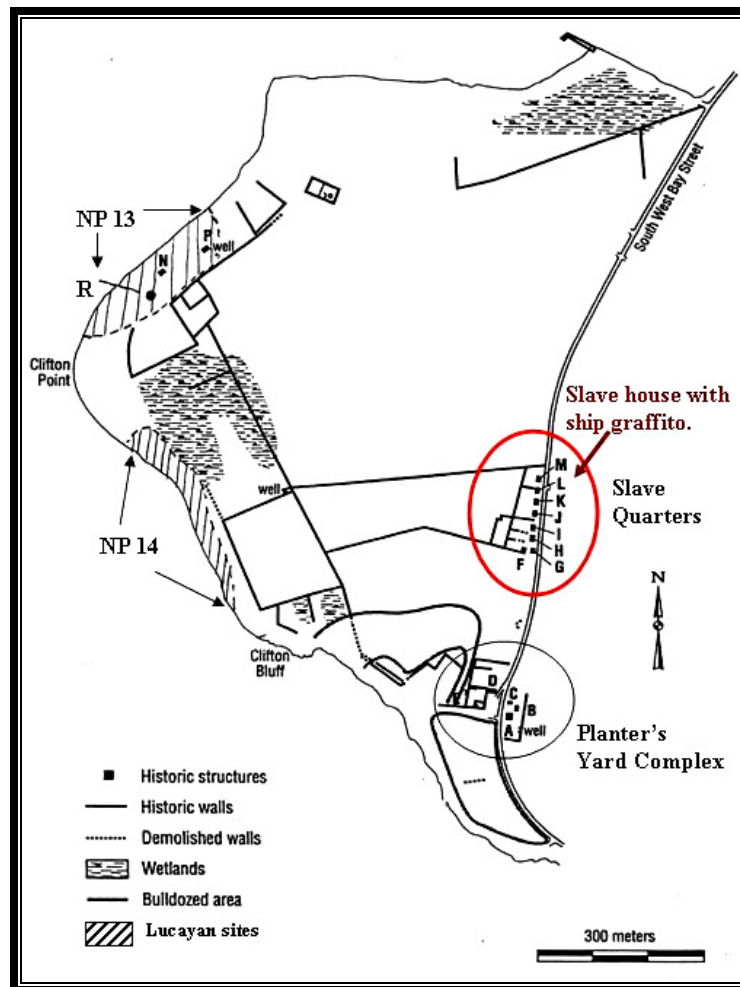 South West Bay Street
NP 13
P
well
N
R
Clifton
Point
Slave house with
ship graffito.
M
L
K
J
I
H
G
F
Slave
Quarters
well
NP 14
N
Clifton
Bluff
D
C
B
A
well
Planter's
Yard Complex
Historic structures
Historic walls
Demolished walls
Wetlands
Bulldozed area
Lucayan sites
300 meters